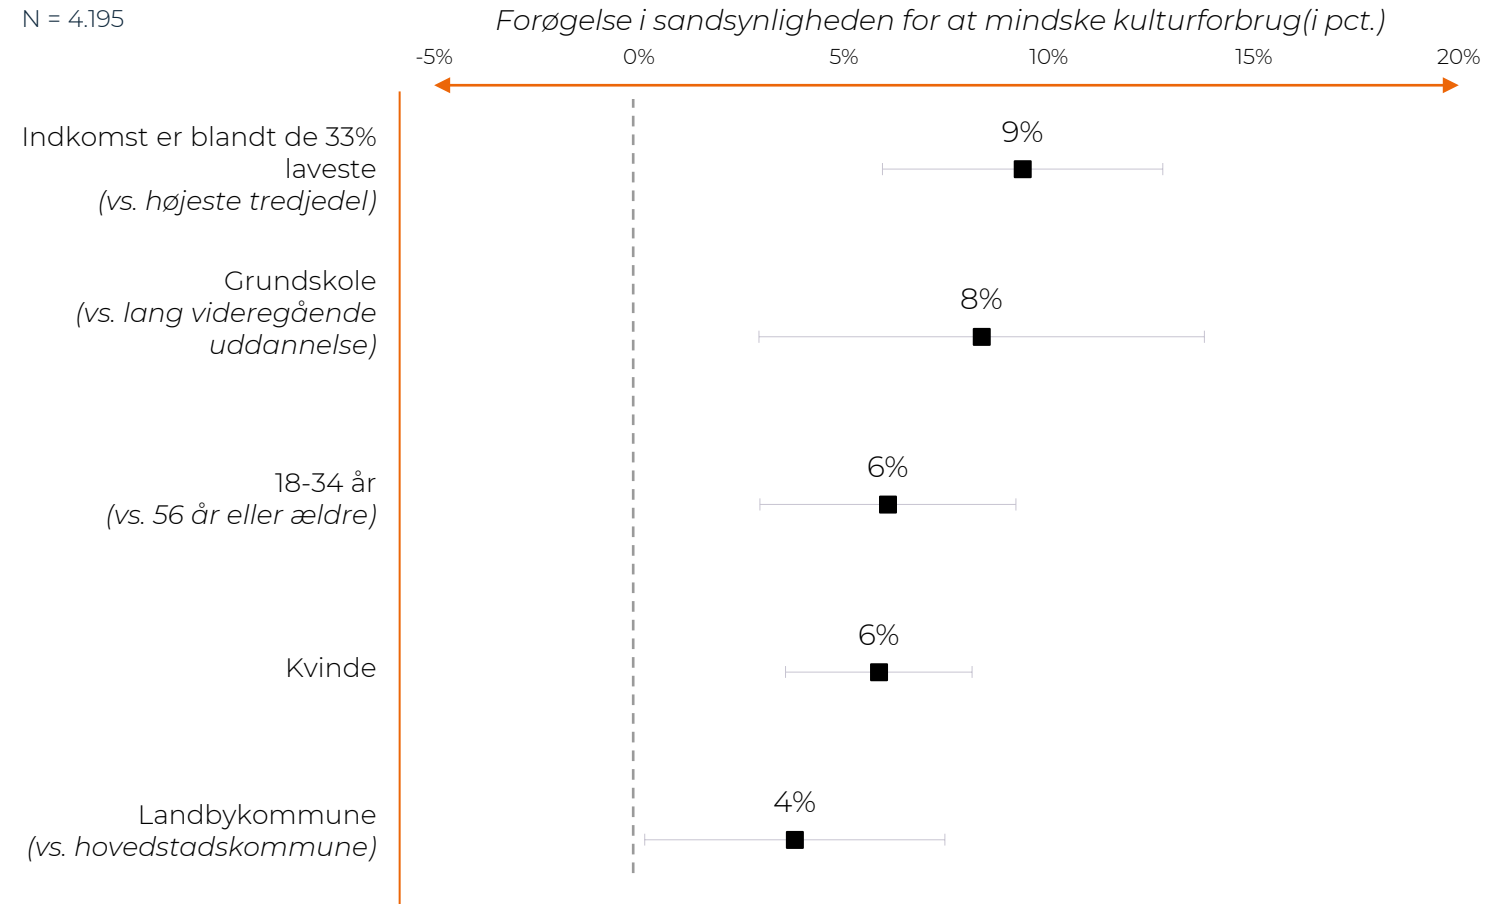 N = 4.195
Forøgelse i sandsynligheden for at mindske kulturforbrug(i pct.)
-5% 0% 5% 10% 15% 20%
Indkomst er blandt de 33%
laveste
(vs. højeste tredjedel)
9%
Grundskole
(vs. lang videregående
uddannelse)
8%
18-34 år
(vs. 56 år eller ældre)
6%
Kvinde
6%
Landbykommune
(vs. hovedstadskommune)
4%